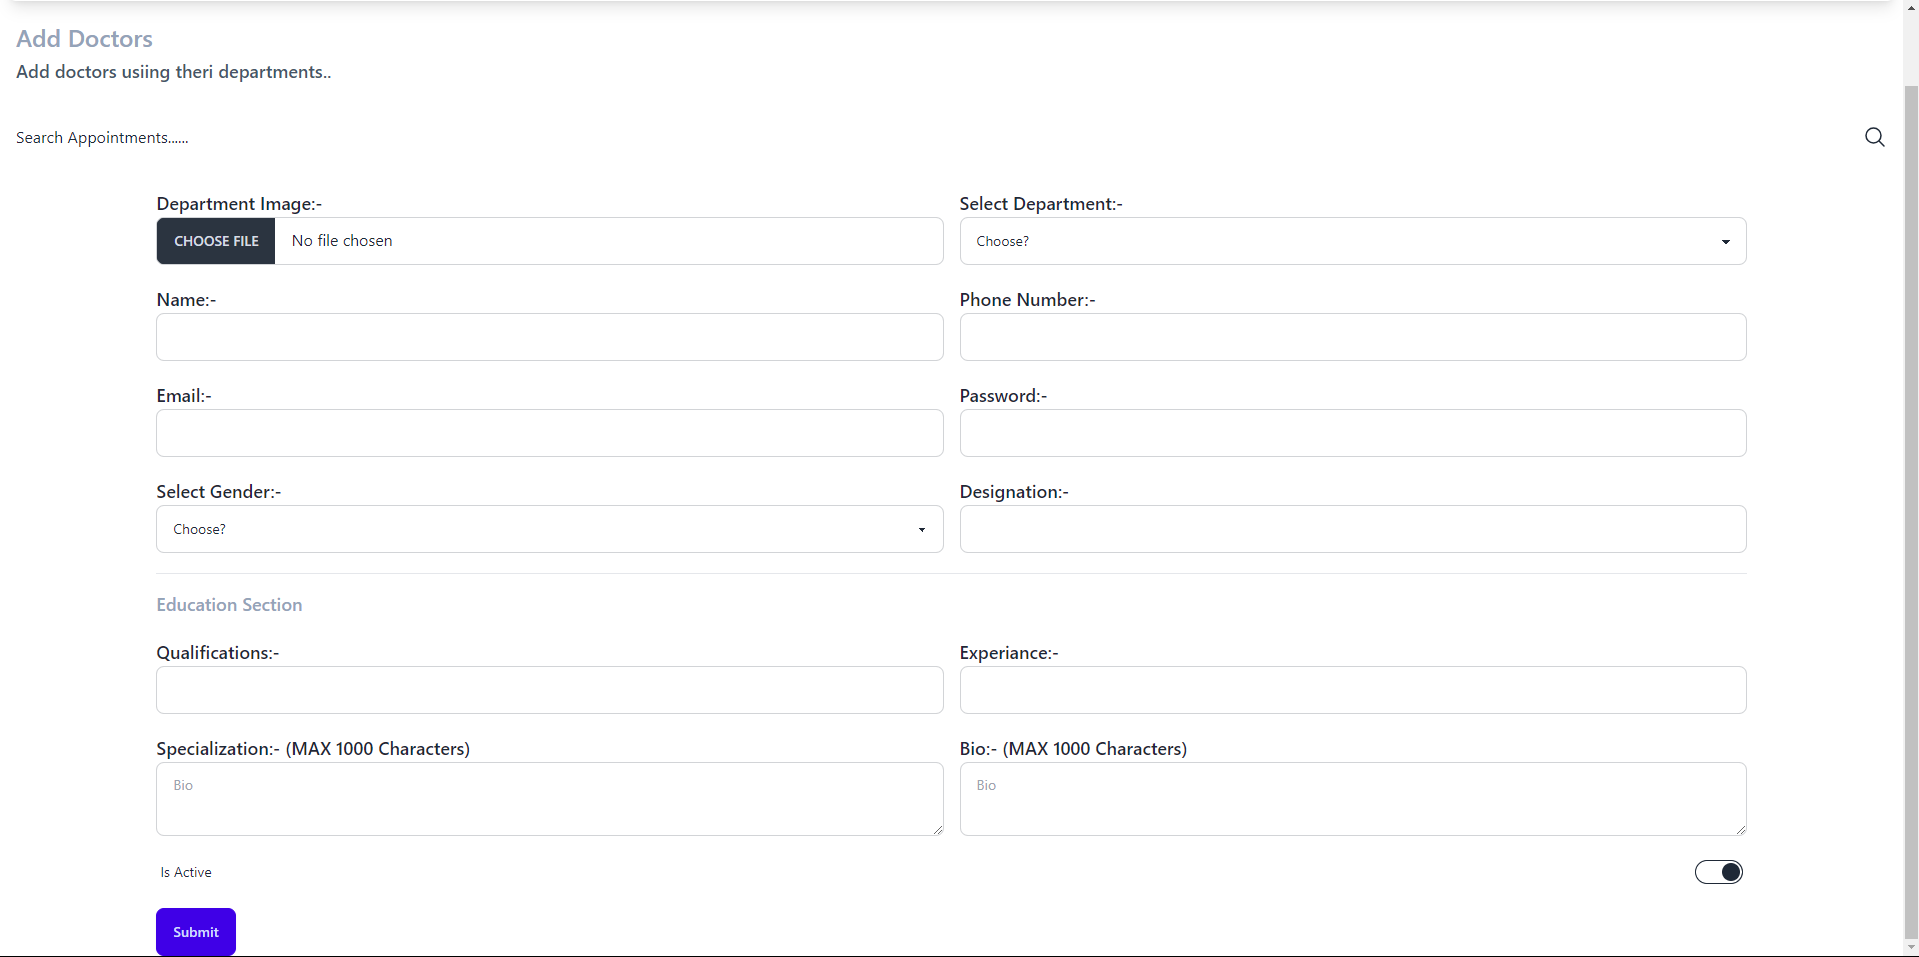 Add Doctors
Add doctors usiing theri departments..
Search Appointments......
Department Image:-
Select Department:-
CHOOSE FILE No file chosen
Choose?
Name:-
Phone Number:-
Email:-
Password:-
Select Gender:-
Designation:-
Choose?
Education Section
Qualifications:-
Experiance:-
Specialization:- (MAX 1000 Characters)
Bio:- (MAX 1000 Characters)
Bio
Bio
Is Active
Submit